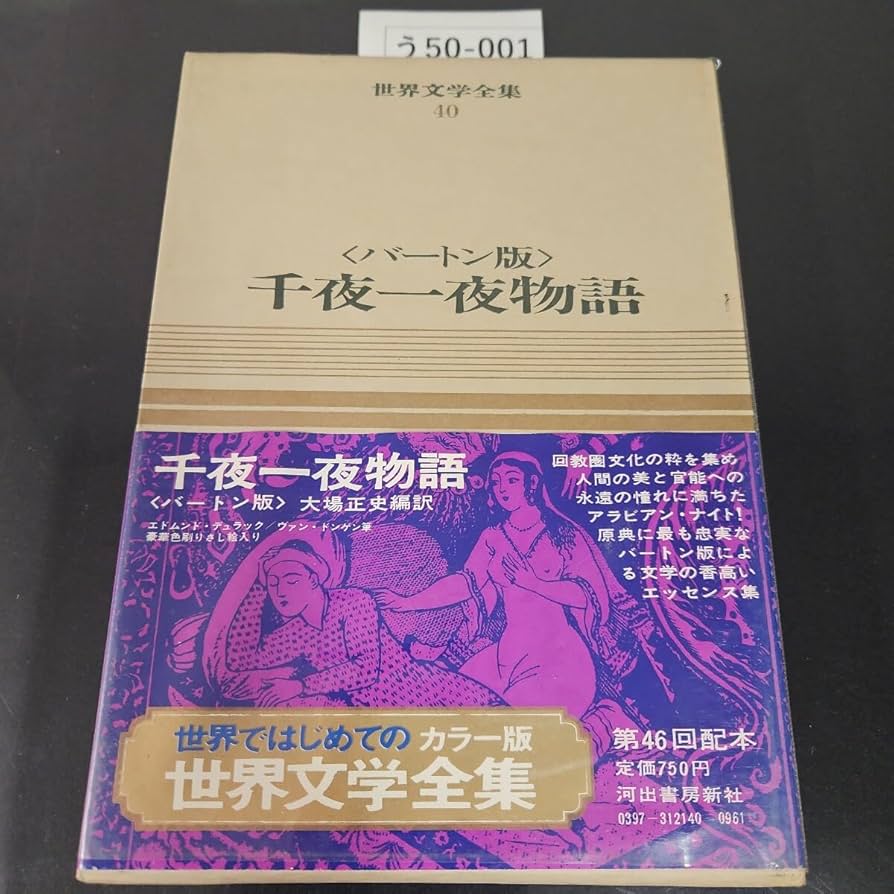 う50-001
世界文学全集
40
〈バートン版〉
千夜一夜物語
千夜一夜物語
〈バートン版〉 大場正史編訳
エドムンド・デュラック／ヴァン・ドンゲン筆
豪華色刷りさし絵入り
回教圏文化の粋を集め
人間の美と官能への
永遠の憧れに満ちた
アラビアン・ナイト!
原典に最も忠実な
バートン版によ
る文学の香高い
エッセンス集
世界ではじめての カラー版
世界文学全集
第46回配本
定価750円
河出書房新社
0397-312140-0961